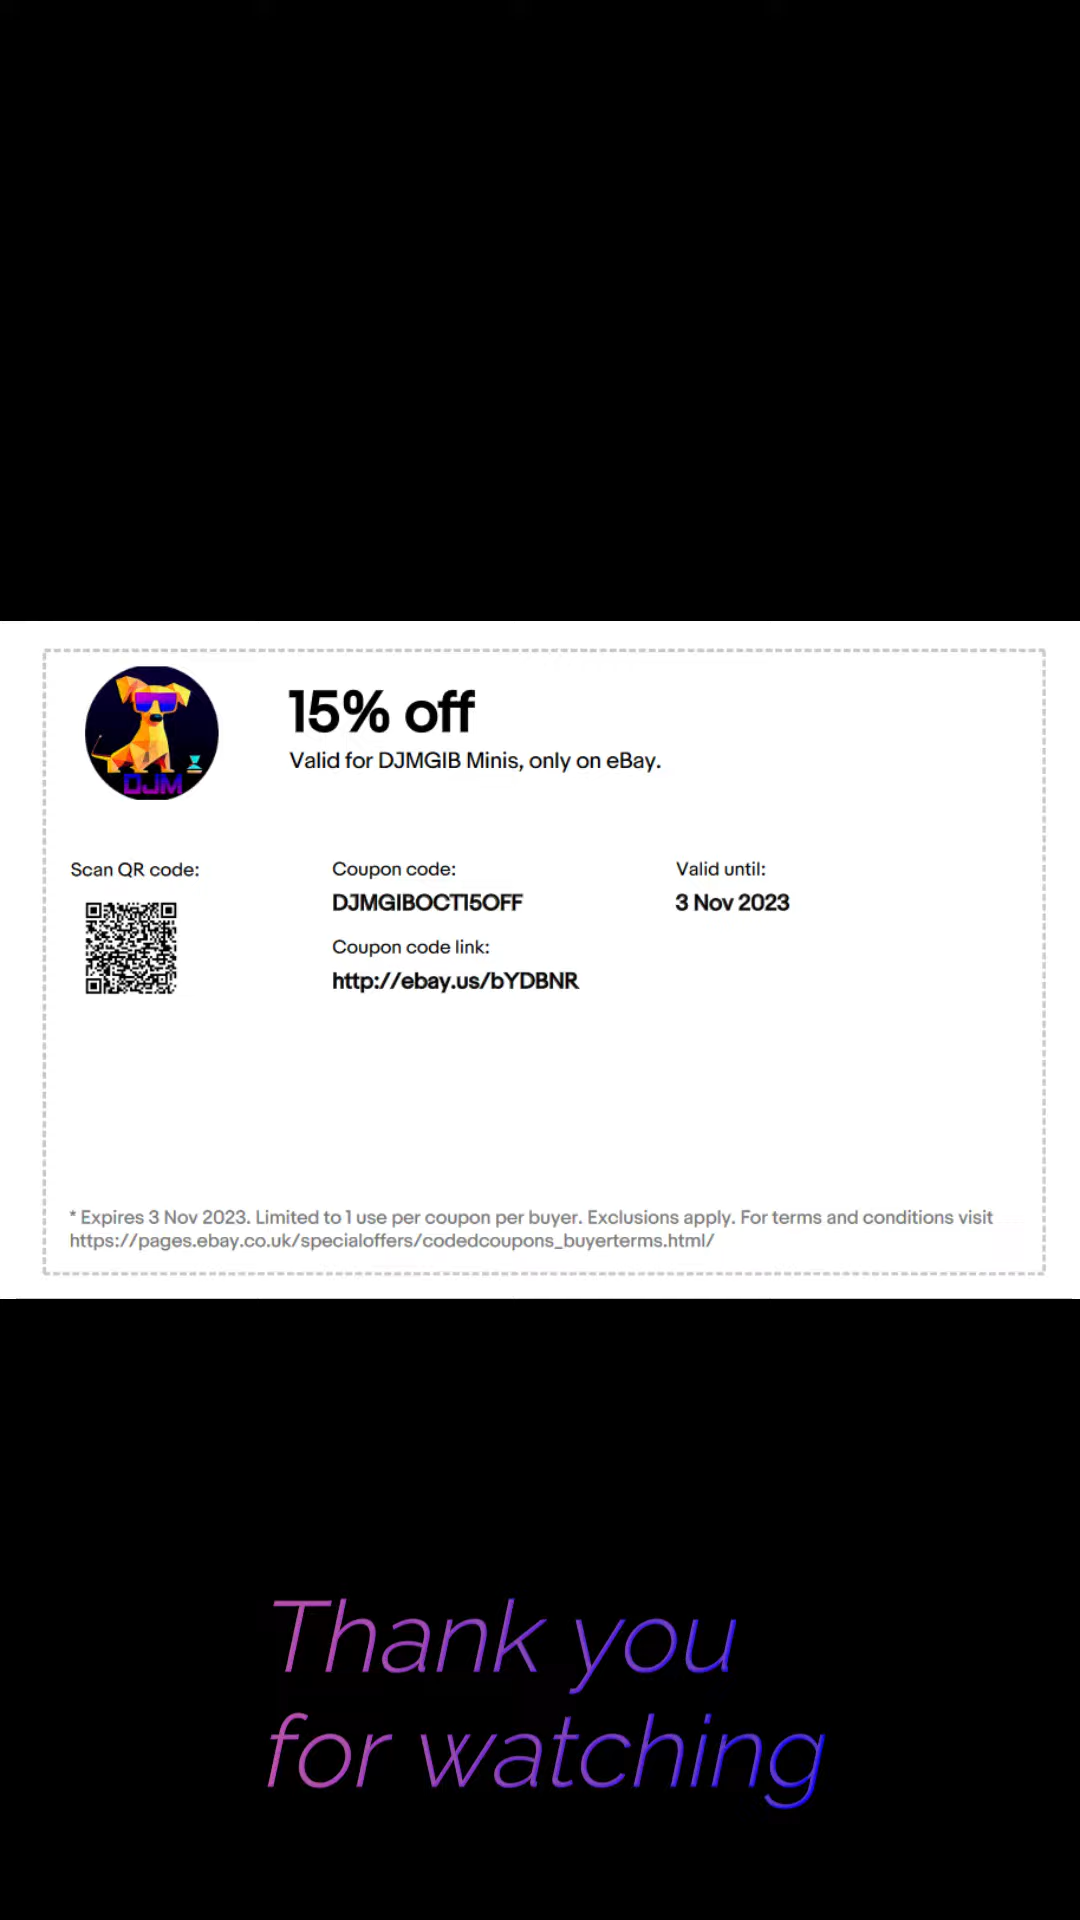 DJM
15% off
Valid for DJMGIB Minis, only on eBay.
Scan QR code:
Coupon code:
Valid until:
DJMGIBOCT15OFF
3 Nov 2023
Coupon code link:
http://ebay.us/bYDBNR
* Expires 3 Nov 2023. Limited to 1 use per coupon per buyer. Exclusions apply. For terms and conditions visit
https://pages.ebay.co.uk/specialoffers/codedcoupons_buyerterms.html/
Thank you
for watching